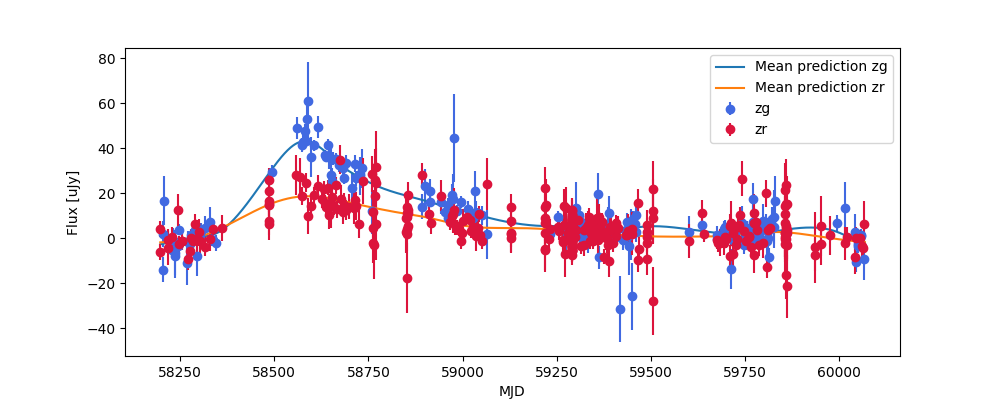 80
60
40
20
0
−20
−40
Flux [uJy]
58250
58500
58750
59000
59250
59500
59750
60000
MJD
Mean prediction zg
Mean prediction zr
zg
zr